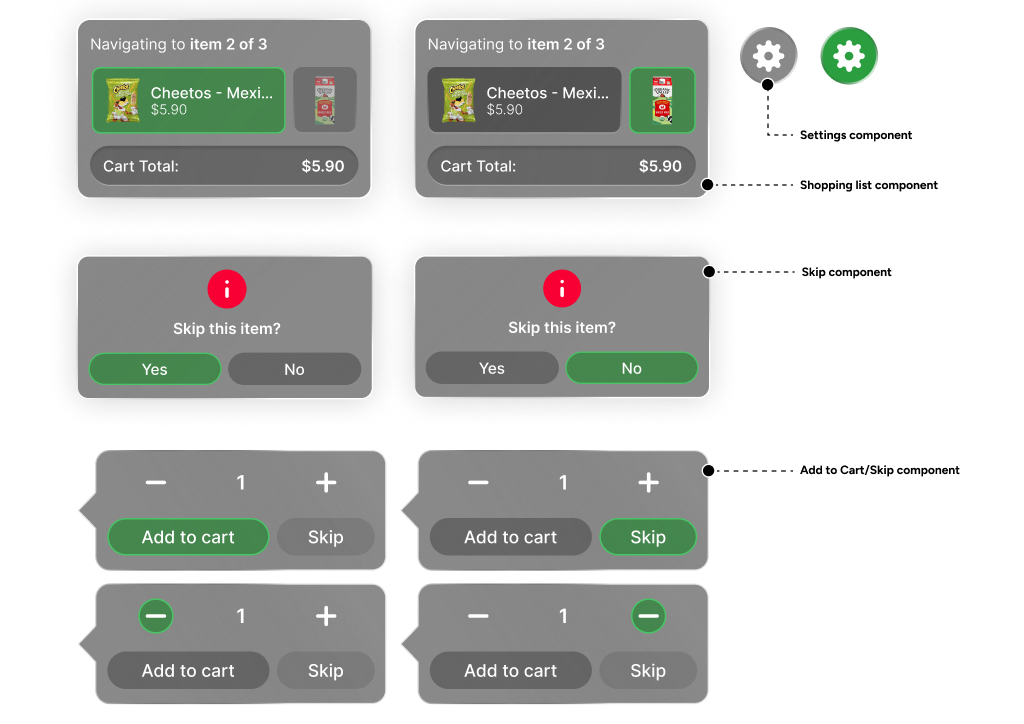 Navigating to item 2 of 3
Cheetos - Mexi...
$5.90
Cart Total: $5.90
Navigating to item 2 of 3
Cheetos - Mexi...
$5.90
Cart Total: $5.90
Settings component
Shopping list component
Skip this item?
Yes No
Skip this item?
Yes No
Skip component
1
Add to cart Skip
1
Add to cart Skip
Add to Cart/Skip component
1
Add to cart Skip
1
Add to cart Skip